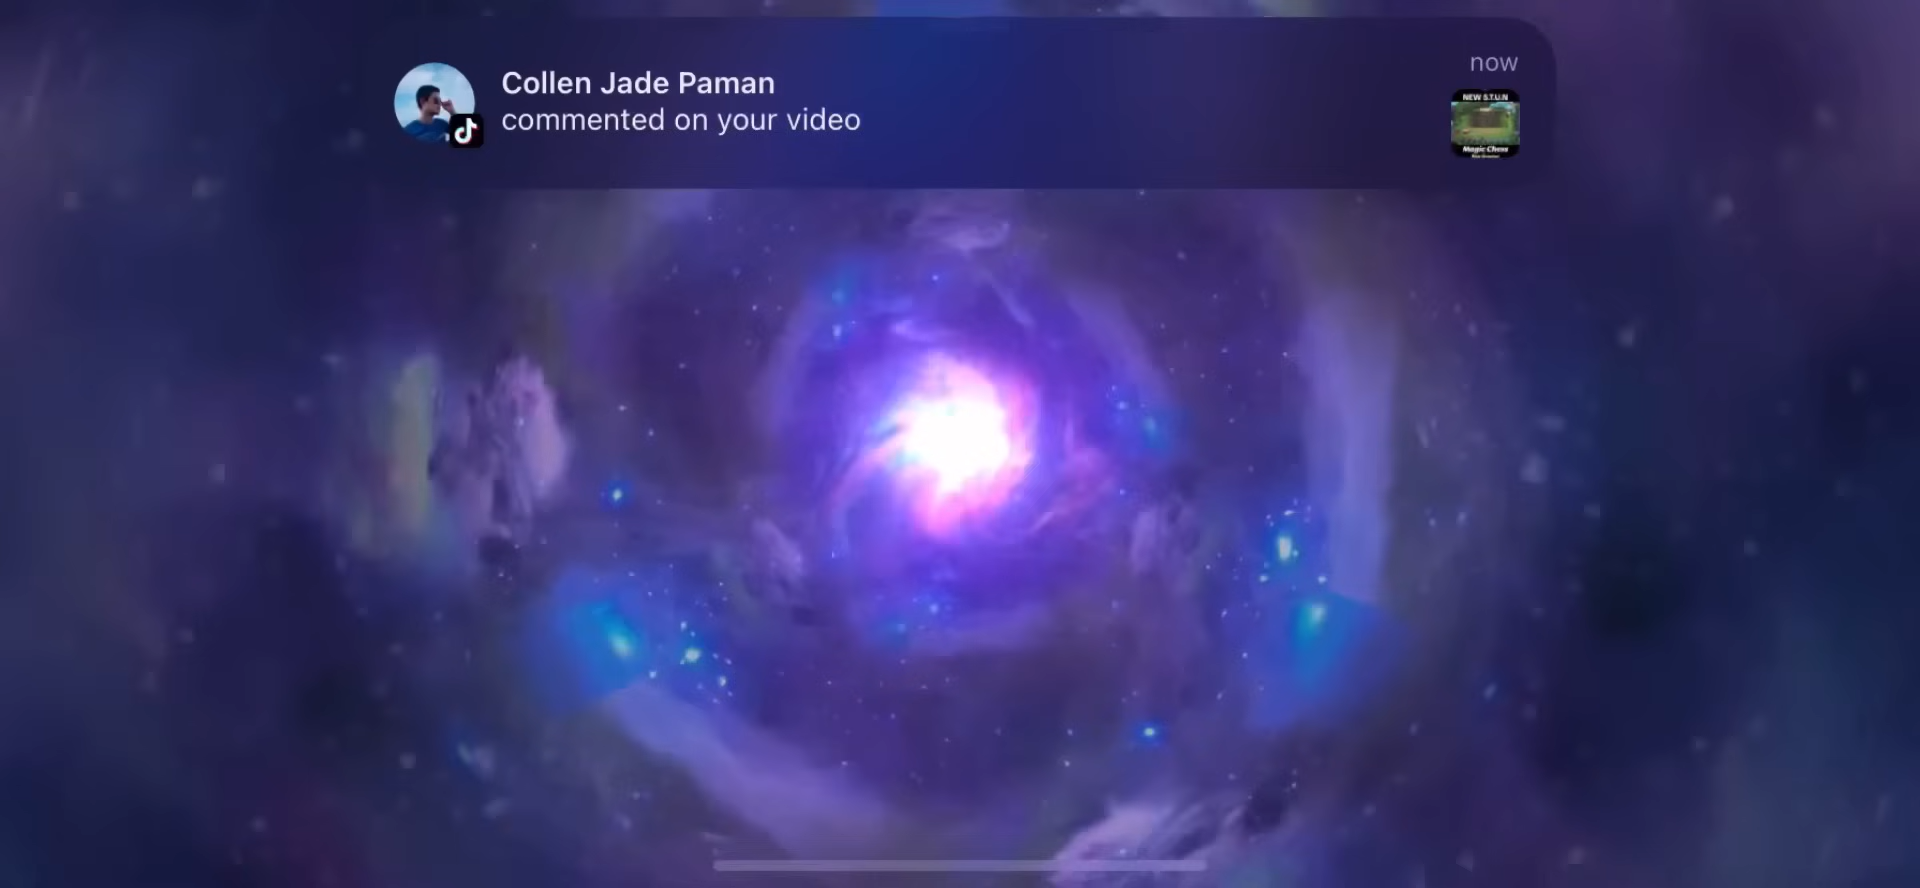 Collen Jade Paman
commented on your video
now
NEW S.T.U.N
Magic Chess